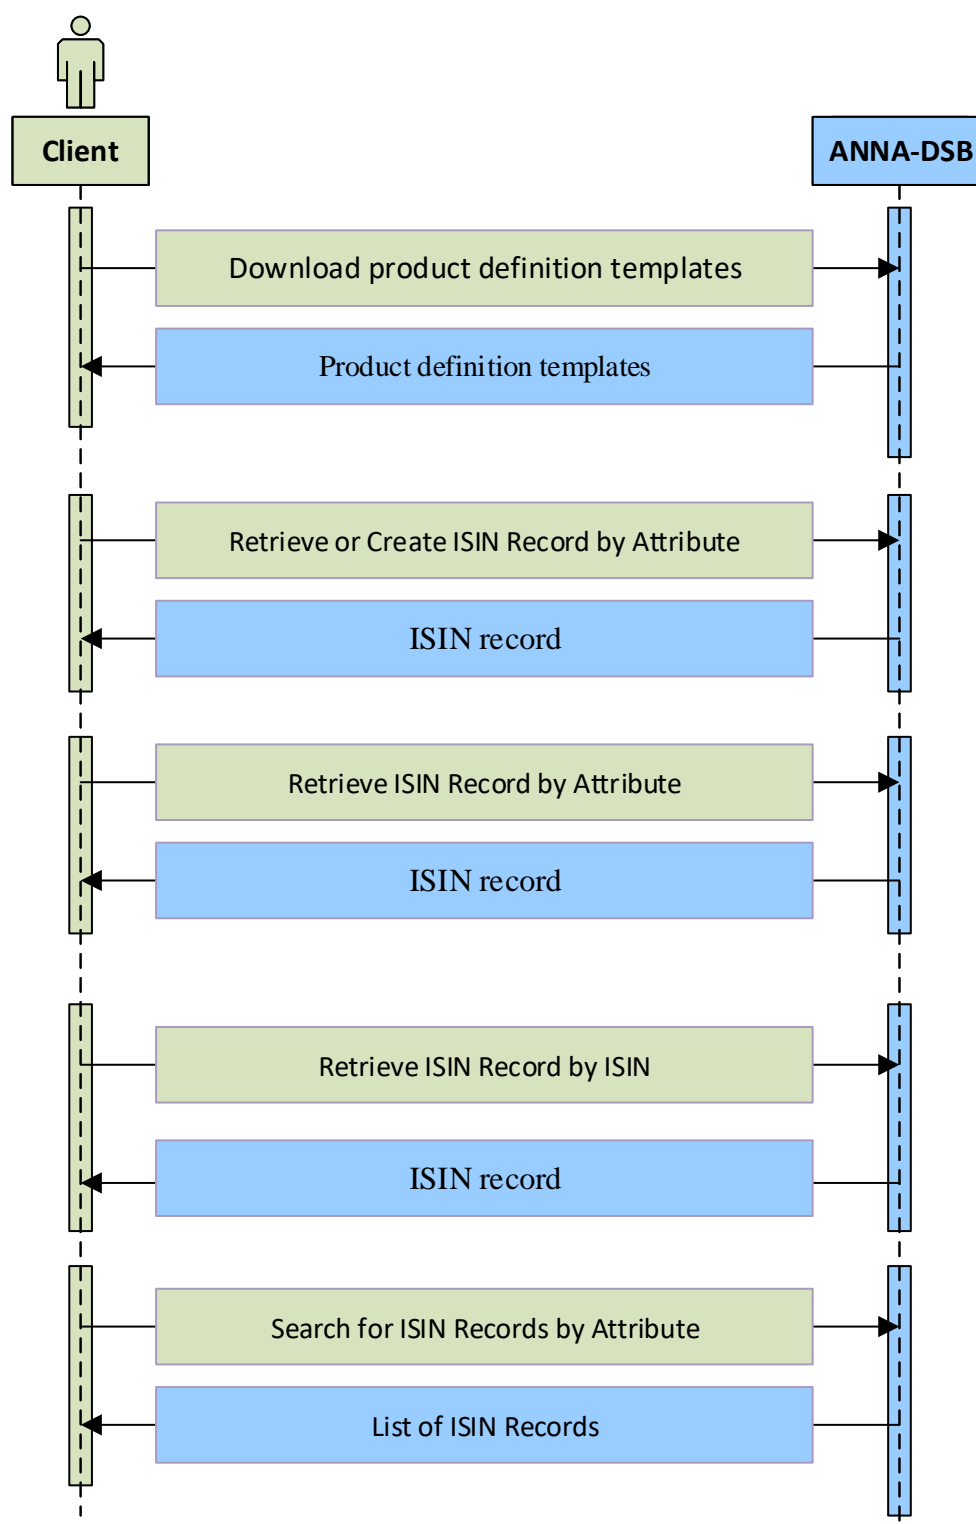 Client
ANNA-DSB
Download product definition templates
Product definition templates
Retrieve or Create ISIN Record by Attribute
ISIN record
Retrieve ISIN Record by Attribute
ISIN record
Retrieve ISIN Record by ISIN
ISIN record
Search for ISIN Records by Attribute
List of ISIN Records